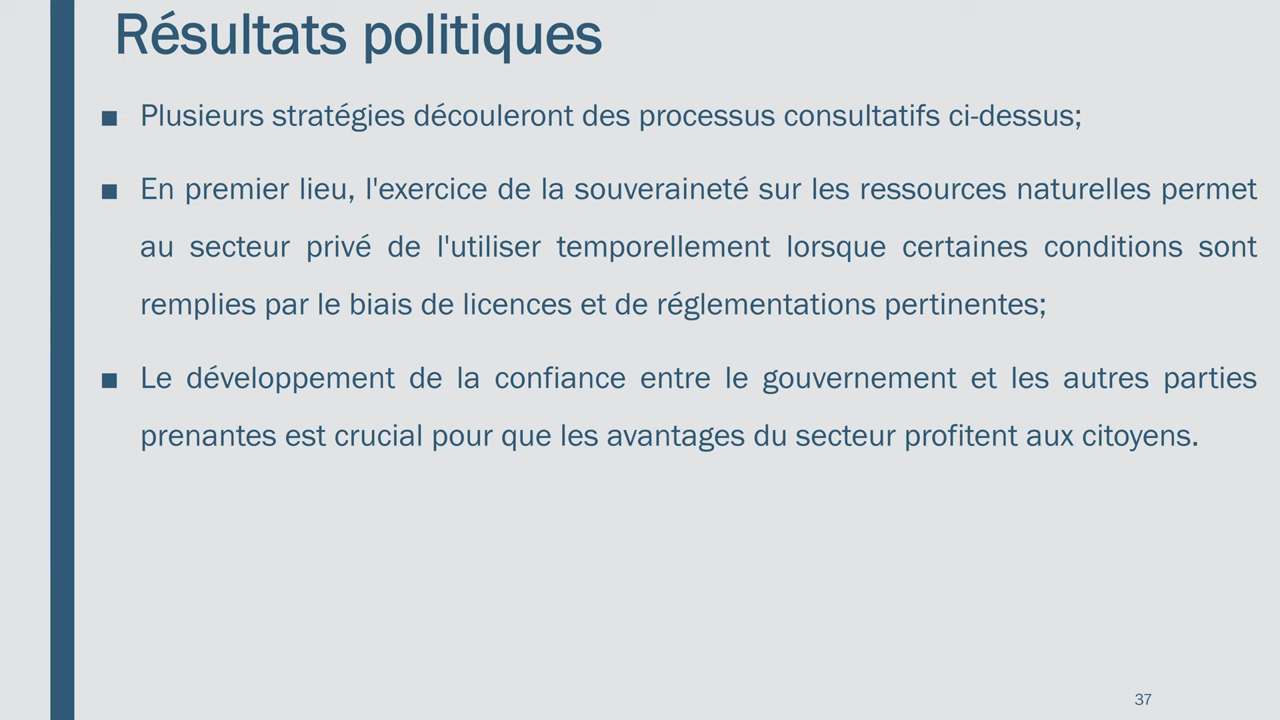 Résultats politiques
■ Plusieurs stratégies découleront des processus consultatifs ci-dessus;
■ En premier lieu, l'exercice de la souveraineté sur les ressources naturelles permet
au secteur privé de l'utiliser temporellement lorsque certaines conditions sont
remplies par le biais de licences et de réglementations pertinentes;
■ Le développement de la confiance entre le gouvernement et les autres parties
prenantes est crucial pour que les avantages du secteur profitent aux citoyens.
37